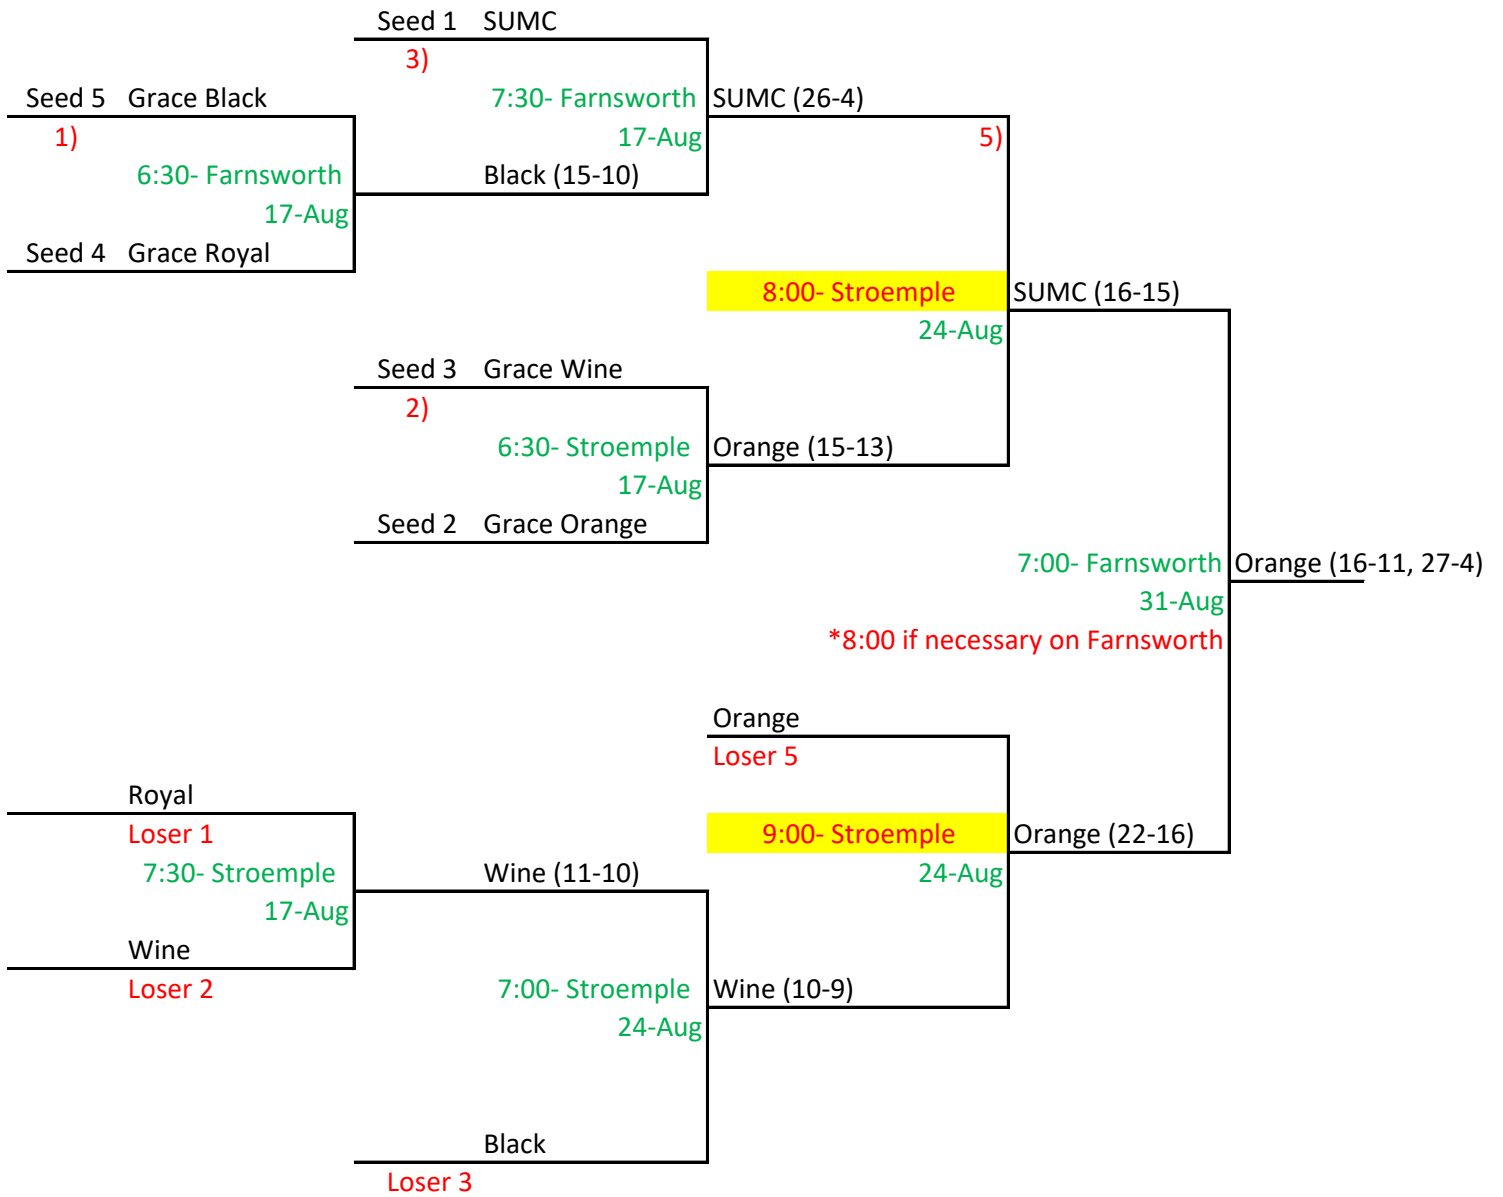 Seed 1 SUMC
3)
Seed 5 Grace Black
7:30- Farnsworth
SUMC (26-4)
1)
17-Aug
5)
6:30- Farnsworth
Black (15-10)
17-Aug
Seed 4 Grace Royal
8:00- Stroemple
SUMC (16-15)
24-Aug
Seed 3 Grace Wine
2)
6:30- Stroemple
Orange (15-13)
17-Aug
Seed 2 Grace Orange
7:00- Farnsworth
Orange (16-11, 27-4)
31-Aug
*8:00 if necessary on Farnsworth
Orange
Loser 5
Royal
Loser 1
9:00- Stroemple
Orange (22-16)
7:30- Stroemple
Wine (11-10)
24-Aug
17-Aug
Wine
Loser 2
7:00- Stroemple
Wine (10-9)
24-Aug
Black
Loser 3